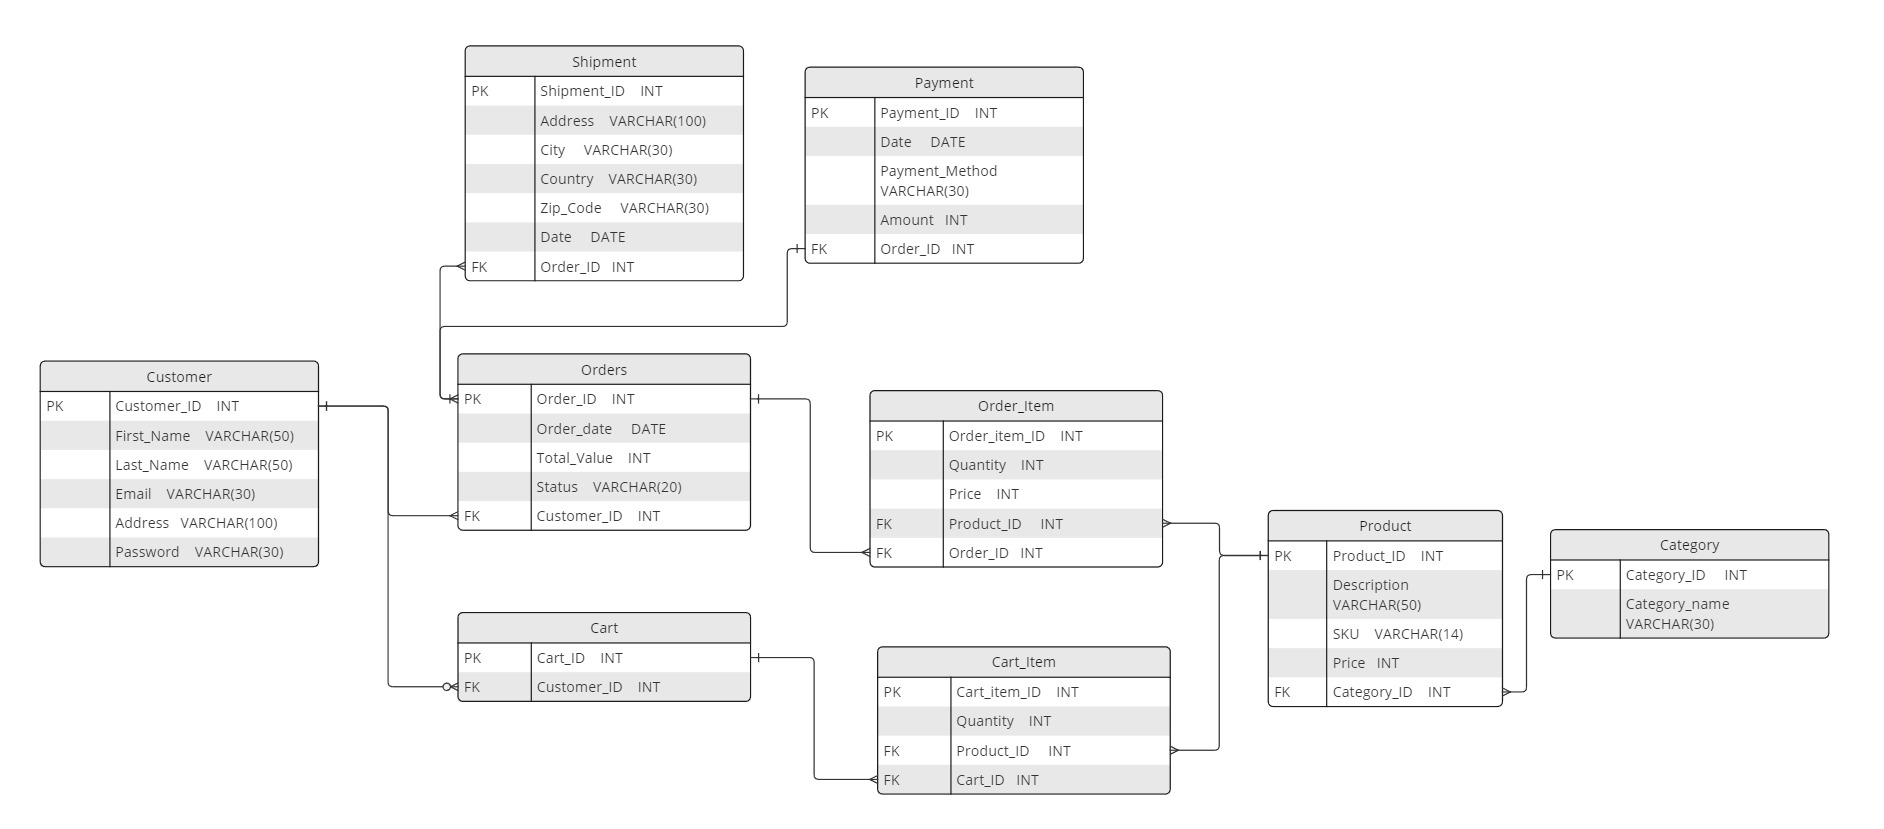 Shipment
PK Shipment_ID INT
Address VARCHAR(100)
City VARCHAR(30)
Country VARCHAR(30)
Zip_Code VARCHAR(30)
Date DATE
FK Order_ID INT
Payment
PK Payment_ID INT
Date DATE
Payment_Method
VARCHAR(30)
Amount INT
FK Order_ID INT
Customer
PK Customer_ID INT
First_Name VARCHAR(50)
Last_Name VARCHAR(50)
Email VARCHAR(30)
Address VARCHAR(100)
Password VARCHAR(30)
Orders
PK Order_ID INT
Order_date DATE
Total_Value INT
Status VARCHAR(20)
FK Customer_ID INT
Order_Item
PK Order_item_ID INT
Quantity INT
Price INT
FK Product_ID INT
FK Order_ID INT
Cart
PK Cart_ID INT
FK Customer_ID INT
Cart_Item
PK Cart_item_ID INT
Quantity INT
FK Product_ID INT
FK Cart_ID INT
Product
PK Product_ID INT
Description
VARCHAR(50)
SKU VARCHAR(14)
Price INT
FK Category_ID INT
Category
PK Category_ID INT
Category_name
VARCHAR(30)